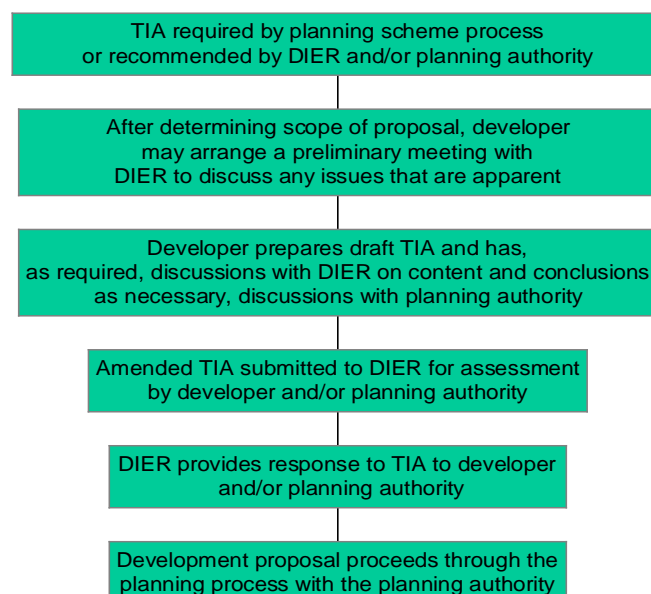 TIA required by planning scheme process
or recommended by DIER and/or planning authority
After determining scope of proposal, developer
may arrange a preliminary meeting with
DIER to discuss any issues that are apparent
Developer prepares draft TIA and has,
as required, discussions with DIER on content and conclusions
as necessary, discussions with planning authority
Amended TIA submitted to DIER for assessment
by developer and/or planning authority
DIER provides response to TIA to developer
and/or planning authority
Development proposal proceeds through the
planning process with the planning authority